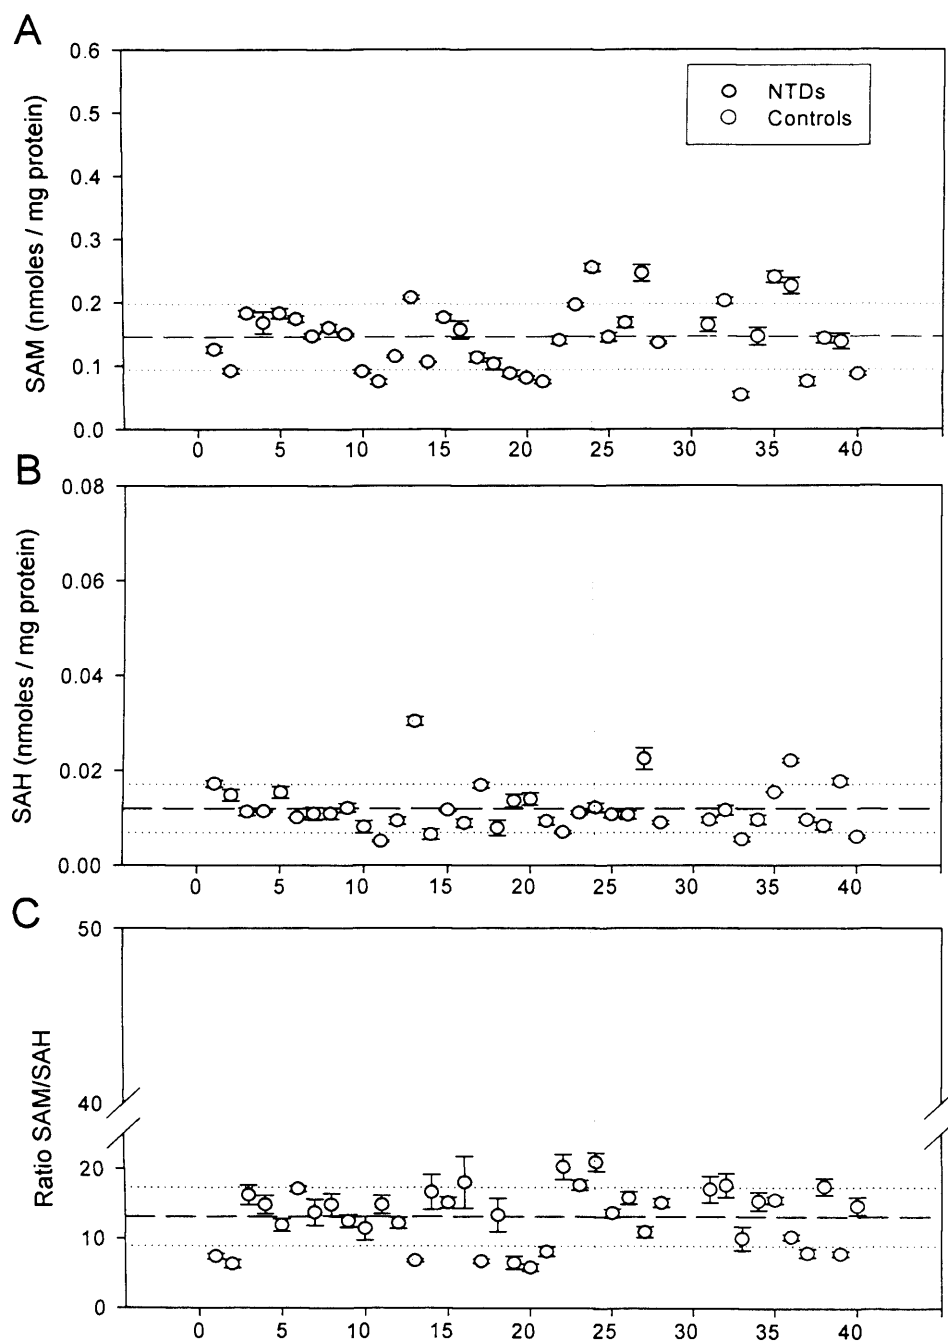 A
SAM (nmoles / mg protein)
0.6
0.5
0.4
0.3
0.2
0.1
0.0
NTDs
Controls
0 5 10 15 20 25 30 35 40
B
SAH (nmoles / mg protein)
0.08
0.06
0.04
0.02
0.00
0 5 10 15 20 25 30 35 40
C
Ratio SAM/SAH
50
40
20
10
0
0 5 10 15 20 25 30 35 40